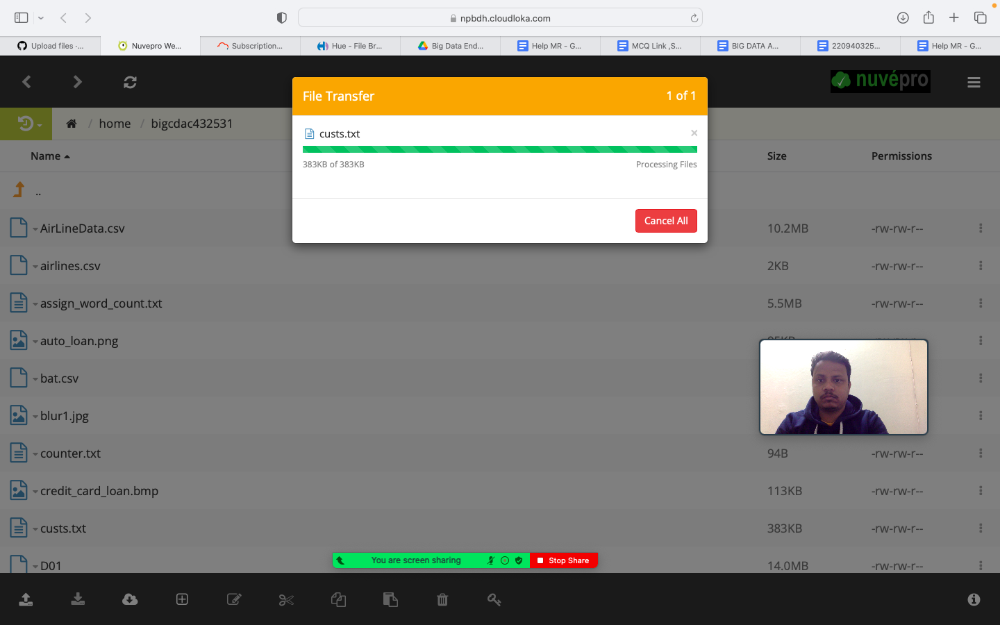 npbdh.cloudloka.com
Upload files ·...
Nuvepro We...
Subscription...
Hue - File Br...
Big Data End...
Help MR - G...
MCQ Link ,S...
BIG DATA A...
220940325...
Help MR - G...
nuvépro
File Transfer
1 of 1
custs.txt
383KB of 383KB
Processing Files
Cancel All
/ home / bigcdac432531
Name
Size
Permissions
..
AirLineData.csv
10.2MB
-rw-rw-r--
airlines.csv
2KB
-rw-rw-r--
assign_word_count.txt
5.5MB
-rw-rw-r--
auto_loan.png
bat.csv
blur1.jpg
counter.txt
94B
-rw-rw-r--
credit_card_loan.bmp
113KB
-rw-rw-r--
custs.txt
383KB
-rw-rw-r--
You are screen sharing
Stop Share
D01
14.0MB
-rw-rw-r--